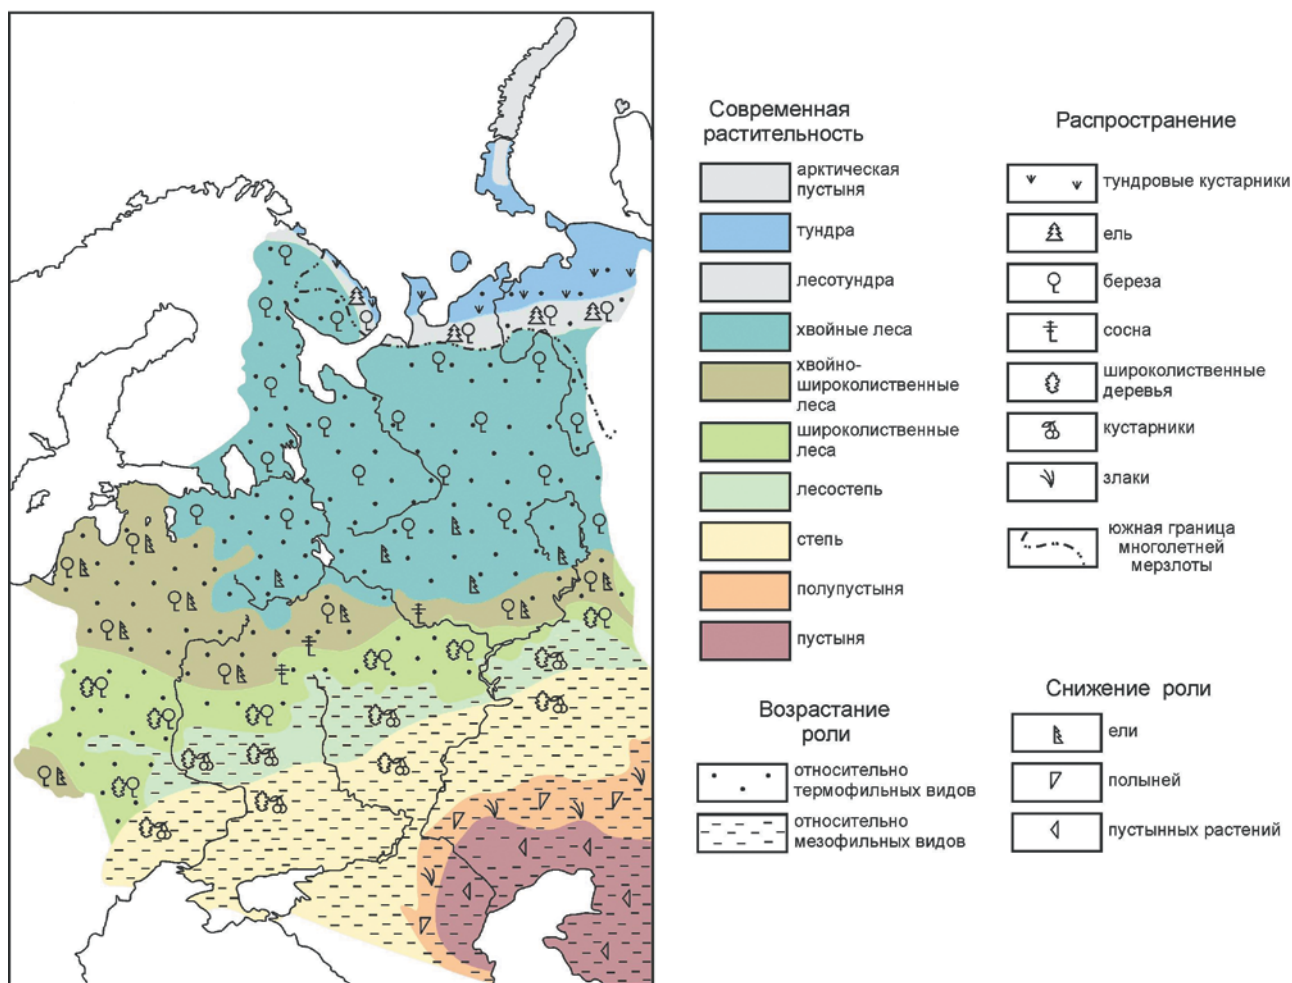 Современная
растительность
арктическая
пустыня
тундра
лесотундра
хвойные леса
хвойно-
широколиственные
леса
широколиственные
леса
лесостепь
степь
полупустыня
пустыня
Возрастание
роли
относительно
термофильных видов
относительно
мезофильных видов
Распространение
тундровые кустарники
ель
береза
сосна
широколиственные
деревья
кустарники
злаки
южная граница
многолетней
мерзлоты
Снижение роли
ели
полыней
пустынных растений